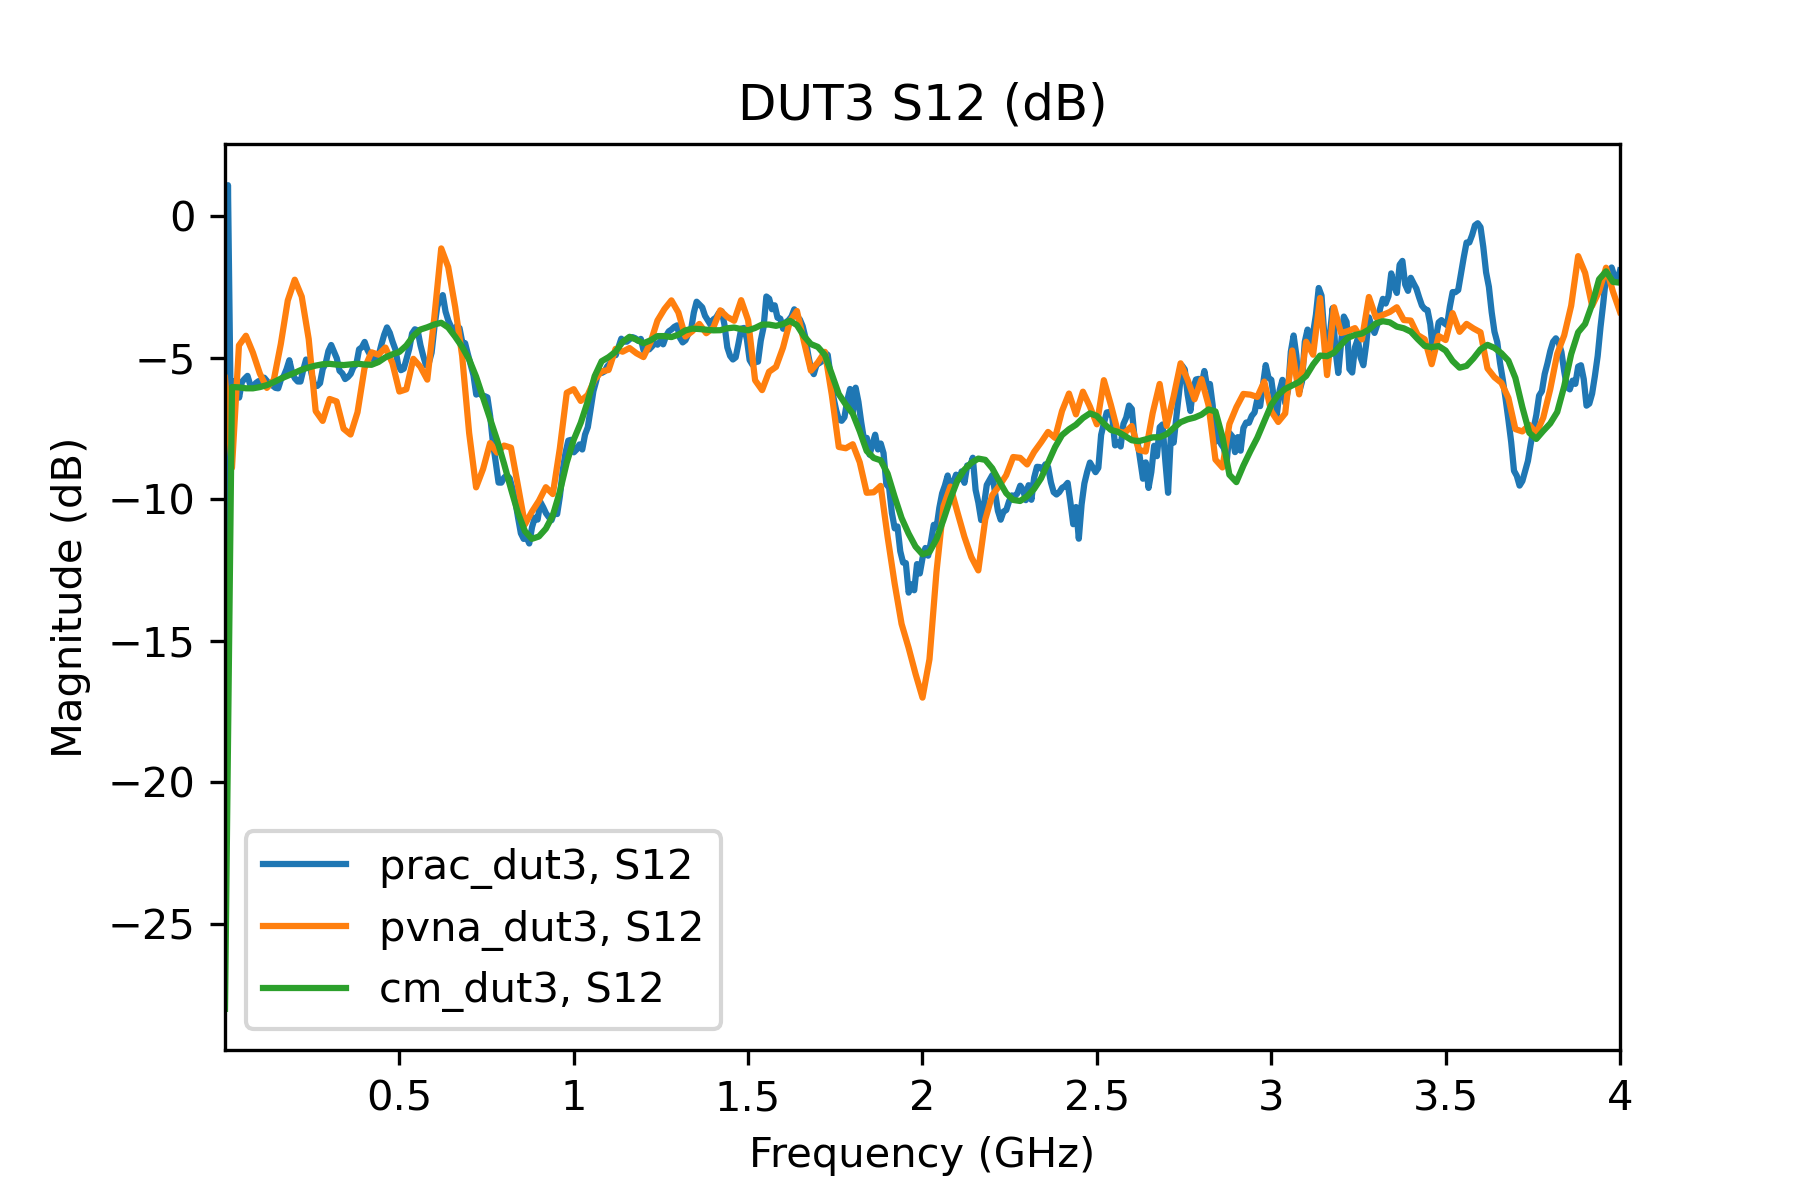 DUT3 S12 (dB)
Magnitude (dB)
0
−5
−10
−15
−20
−25
prac_dut3, S12
pvna_dut3, S12
cm_dut3, S12
0.5 1 1.5 2 2.5 3 3.5 4
Frequency (GHz)